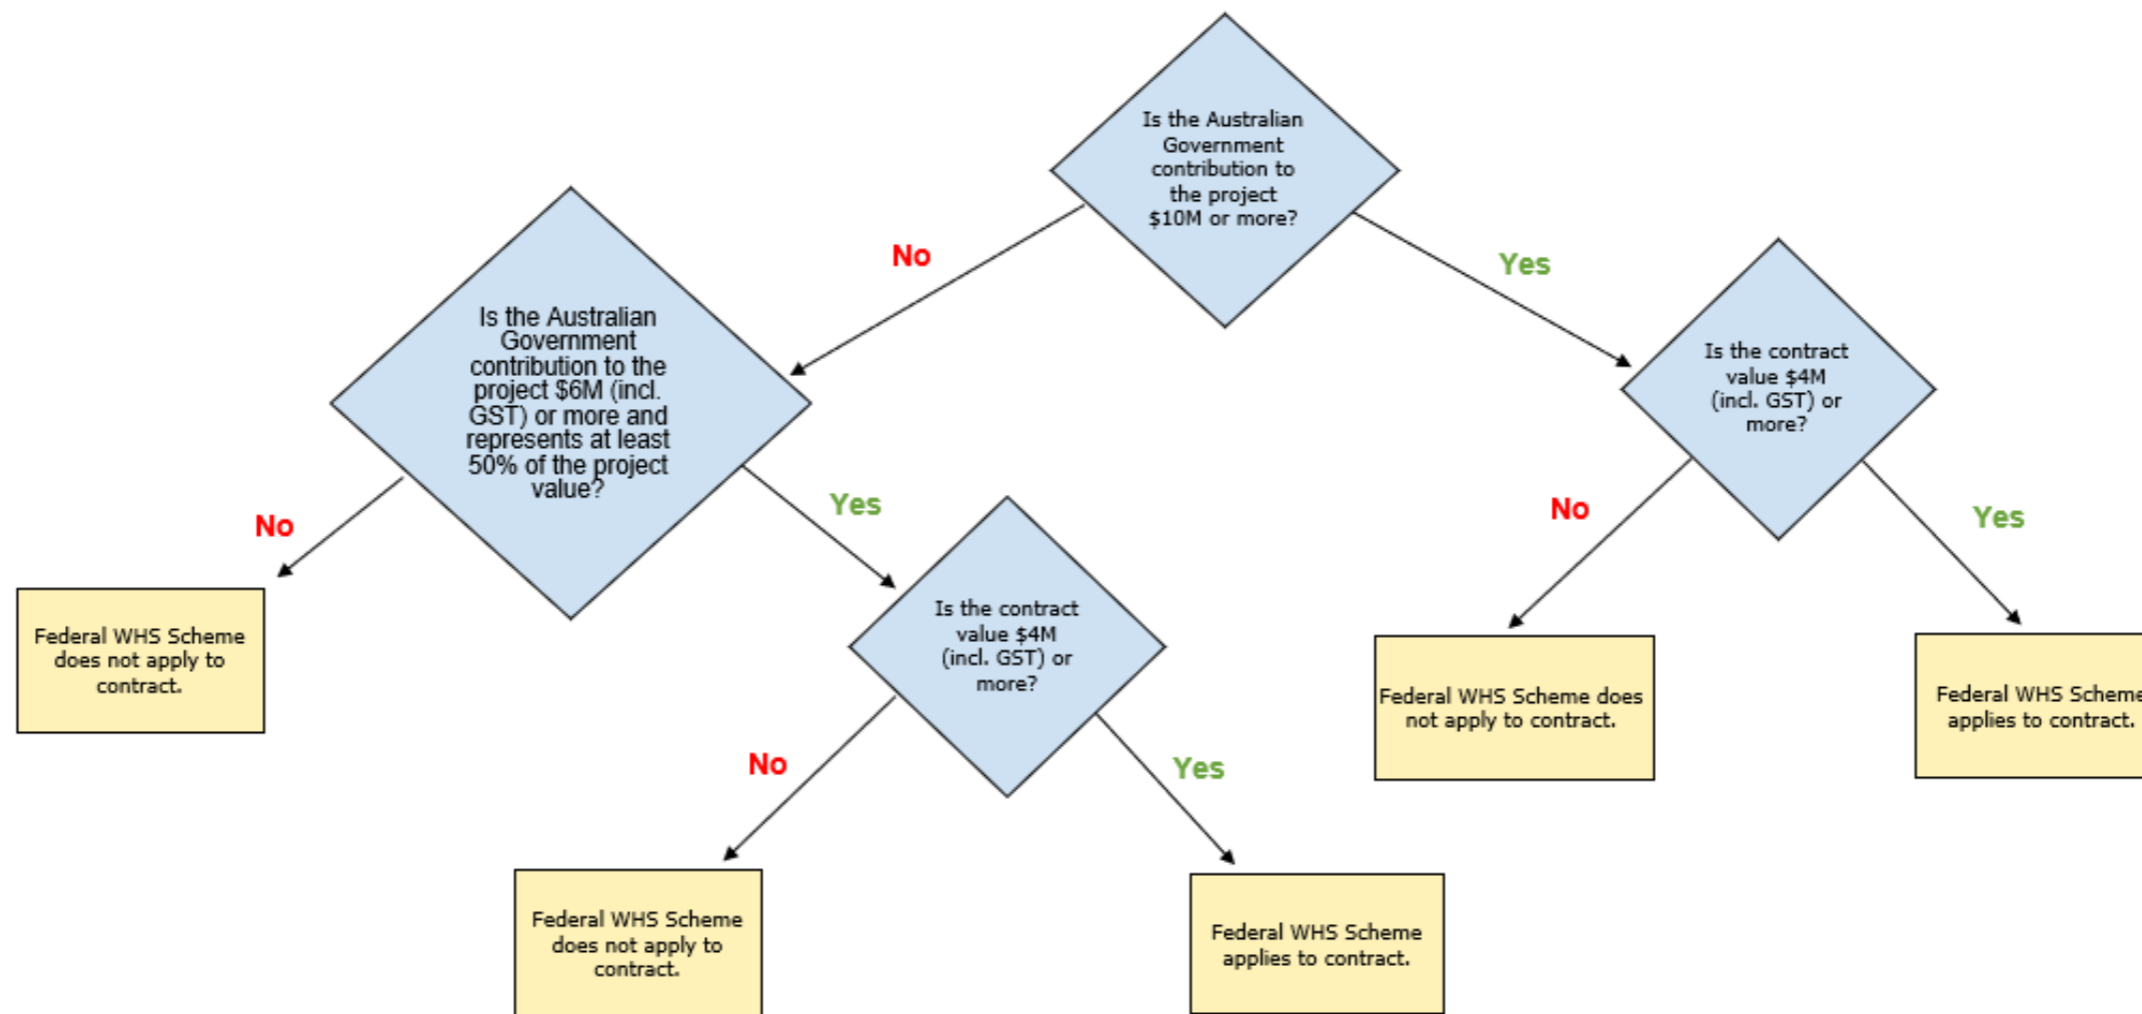 Is the Australian
Government
contribution to
the project
$10M or more?
No
Yes
Is the Australian
Government
contribution to the
project $6M (incl.
GST) or more and
represents at least
50% of the project
value?
Is the contract
value $4M
(incl. GST) or
more?
No
Yes
No
Yes
Federal WHS Scheme
does not apply to
contract.
Is the contract
value $4M
(incl. GST) or
more?
Federal WHS Scheme does
not apply to contract.
Federal WHS Scheme
applies to contract.
No
Yes
Federal WHS Scheme
does not apply to
contract.
Federal WHS Scheme
applies to contract.